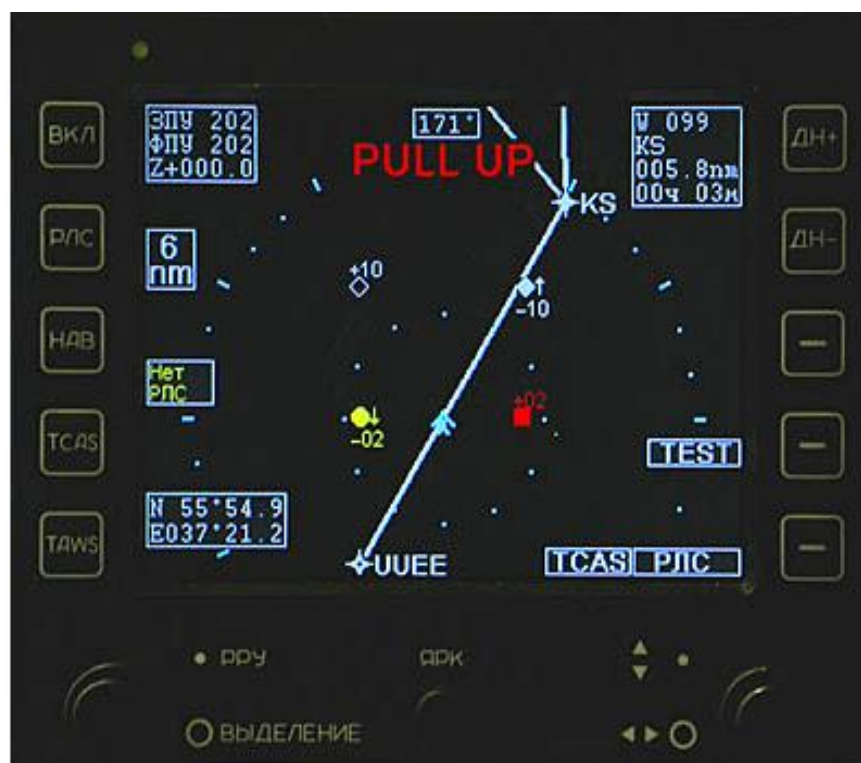 ВКЛ
РЛС
НАВ
TCAS
TAWS
ЗПУ 202
ФПУ 202
Z+000.0
171°
PULL UP
W 099
KS
005.8nm
00ч 03м
6
nm
KS
+10
-10
Нет
РЛС
-02
+02
TEST
N 55°54.9
E037°21.2
UUEE
TCAS РЛС
ДН+
ДН-
РРУ
ЯРК
ВЫДЕЛЕНИЕ